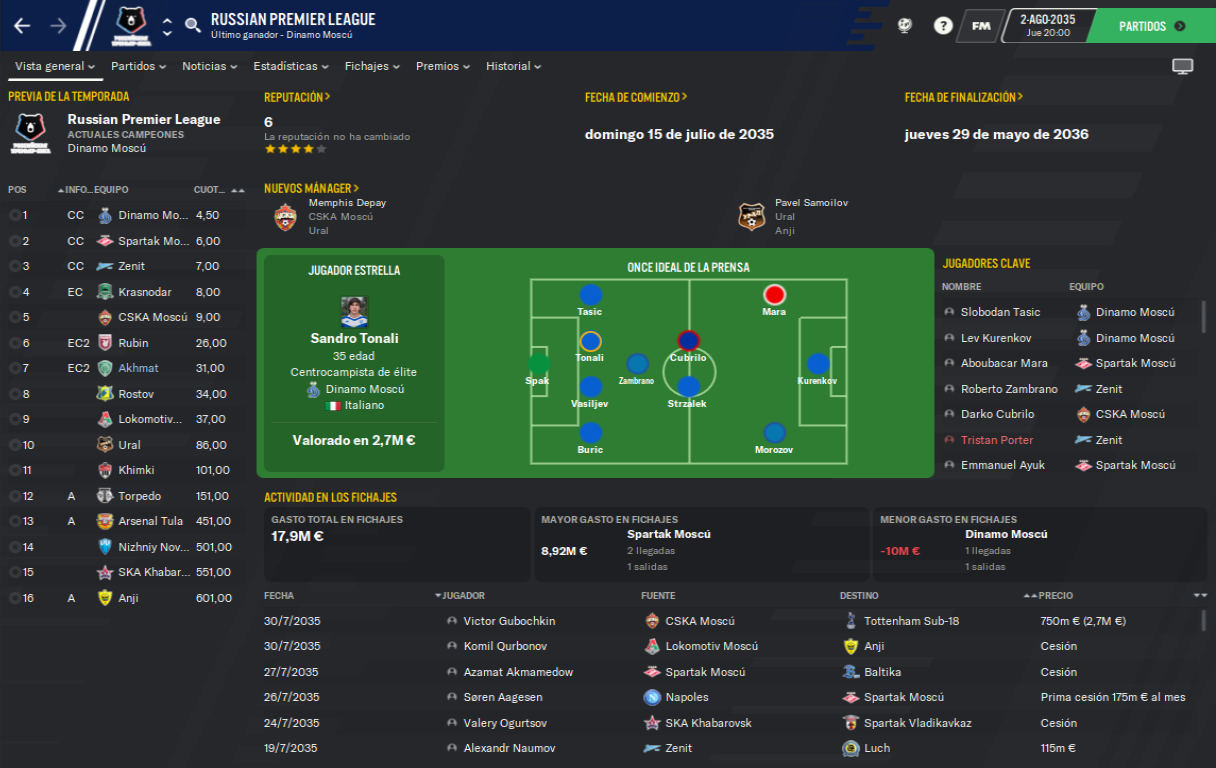 RUSSIAN PREMIER LEAGUE
Último ganador - Dinamo Moscú
?
FM
2-AGO-2035
Jue 20:00
PARTIDOS
Vista general
Partidos
Noticias
Estadísticas
Fichajes
Premios
Historial
PREVIA DE LA TEMPORADA
Russian Premier League
ACTUALES CAMPEONES
Dinamo Moscú
REPUTACIÓN >
6
La reputación no ha cambiado
FECHA DE COMIENZO >
domingo 15 de julio de 2035
FECHA DE FINALIZACIÓN >
jueves 29 de mayo de 2036
NUEVOS MÁNAGER >
Memphis Depay
CSKA Moscú
Ural
Pavel Samoilov
Ural
Anji
POS INFO... EQUIPO CUOT...
1 CC Dinamo Mo... 4,50
2 CC Spartak Mo... 6,00
3 CC Zenit 7,00
4 EC Krasnodar 8,00
5 CSKA Moscú 9,00
6 EC2 Rubin 26,00
7 EC2 Akhmat 31,00
8 Rostov 34,00
9 Lokomotiv... 37,00
10 Ural 86,00
11 Khimki 101,00
12 A Torpedo 151,00
13 A Arsenal Tula 451,00
14 Nizhniy Nov... 501,00
15 SKA Khabar... 551,00
16 A Anji 601,00
JUGADOR ESTRELLA
Sandro Tonali
35 edad
Centrocampista de élite
Dinamo Moscú
Italiano
Valorado en 2,7M €
ONCE IDEAL DE LA PRENSA
Tasic
Mara
Tonali
Cubrilo
Spak
Zambrano
Kurenkov
Vasiljev
Strzalek
Buric
Morozov
JUGADORES CLAVE
NOMBRE EQUIPO
Slobodan Tasic Dinamo Moscú
Lev Kurenkov Dinamo Moscú
Aboubacar Mara Spartak Moscú
Roberto Zambrano Zenit
Darko Cubrilo CSKA Moscú
Tristan Porter Zenit
Emmanuel Ayuk Spartak Moscú
ACTIVIDAD EN LOS FICHAJES
GASTO TOTAL EN FICHAJES
17,9M €
MAYOR GASTO EN FICHAJES
Spartak Moscú
8,92M €
2 llegadas
1 salidas
MENOR GASTO EN FICHAJES
Dinamo Moscú
-10M €
1 llegadas
1 salidas
FECHA JUGADOR FUENTE DESTINO PRECIO
30/7/2035 Victor Gubochkin CSKA Moscú Tottenham Sub-18 750m € (2,7M €)
30/7/2035 Komil Qurbonov Lokomotiv Moscú Anji Cesión
27/7/2035 Azamat Akmamedow Spartak Moscú Baltika Cesión
26/7/2035 Søren Aagesen Napoles Spartak Moscú Prima cesión 175m € al mes
24/7/2035 Valery Ogurtsov SKA Khabarovsk Spartak Vladikavkaz Cesión
19/7/2035 Alexandr Naumov Zenit Luch 115m €